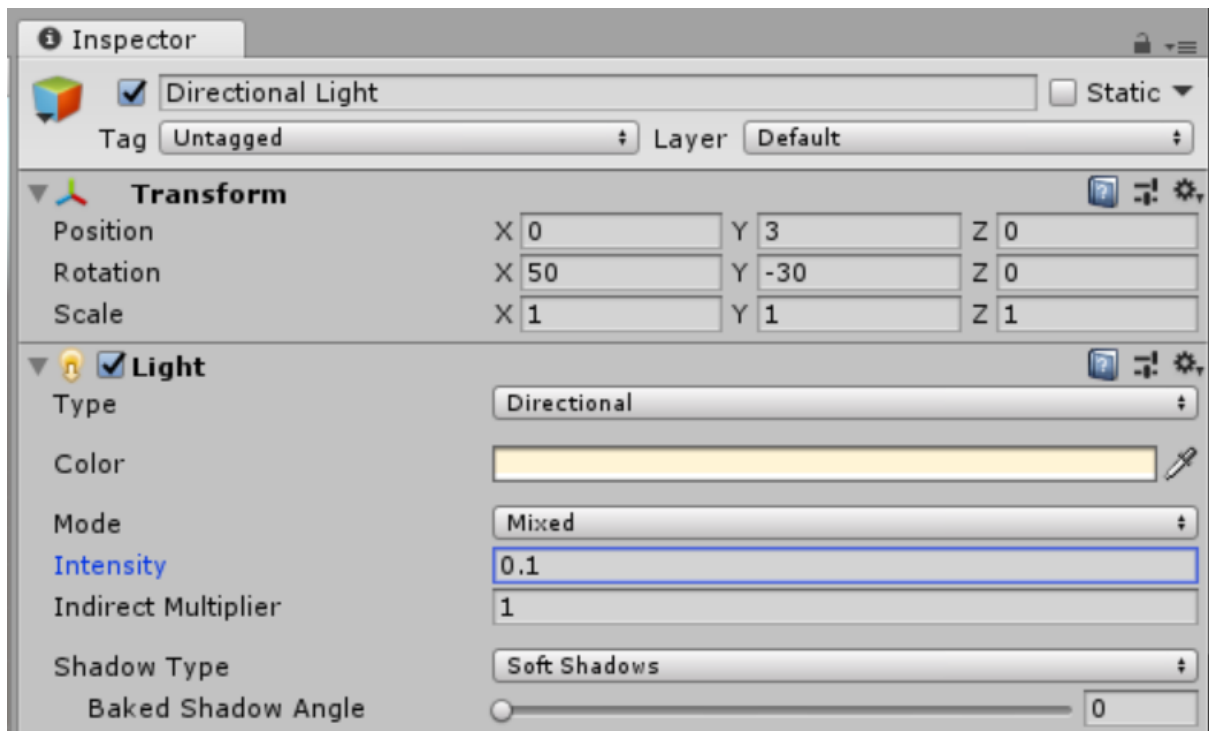 Inspector
Directional Light Static
Tag Untagged Layer Default
Transform
Position X 0 Y 3 Z 0
Rotation X 50 Y -30 Z 0
Scale X 1 Y 1 Z 1
Light
Type Directional
Color
Mode Mixed
Intensity 0.1
Indirect Multiplier 1
Shadow Type Soft Shadows
Baked Shadow Angle 0